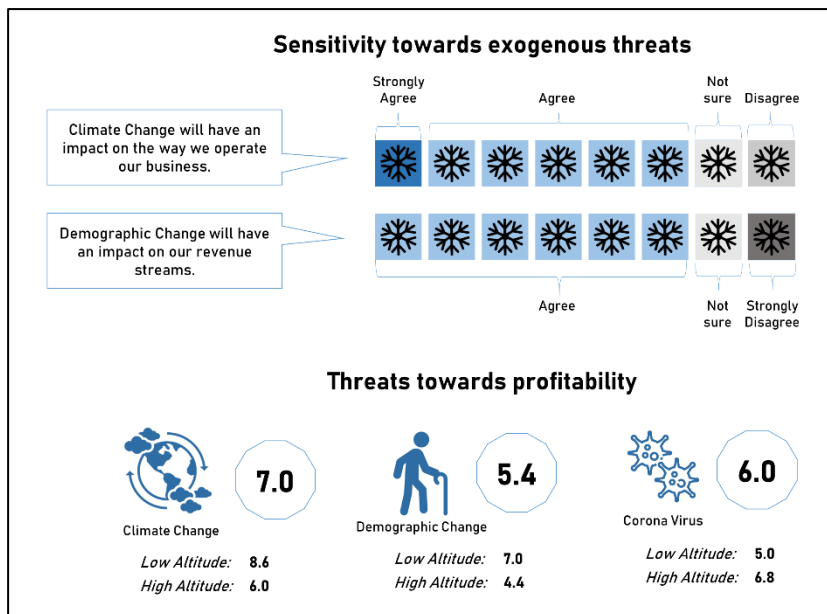 Sensitivity towards exogenous threats
Strongly
Agree
Agree
Not
sure
Disagree
Climate Change will have an
impact on the way we operate
our business.
Demographic Change will have
an impact on our revenue
streams.
Agree
Not
sure
Strongly
Disagree
Threats towards profitability
7.0
Climate Change
Low Altitude: 8.6
High Altitude: 6.0
5.4
Demographic Change
Low Altitude: 7.0
High Altitude: 4.4
6.0
Corona Virus
Low Altitude: 5.0
High Altitude: 6.8